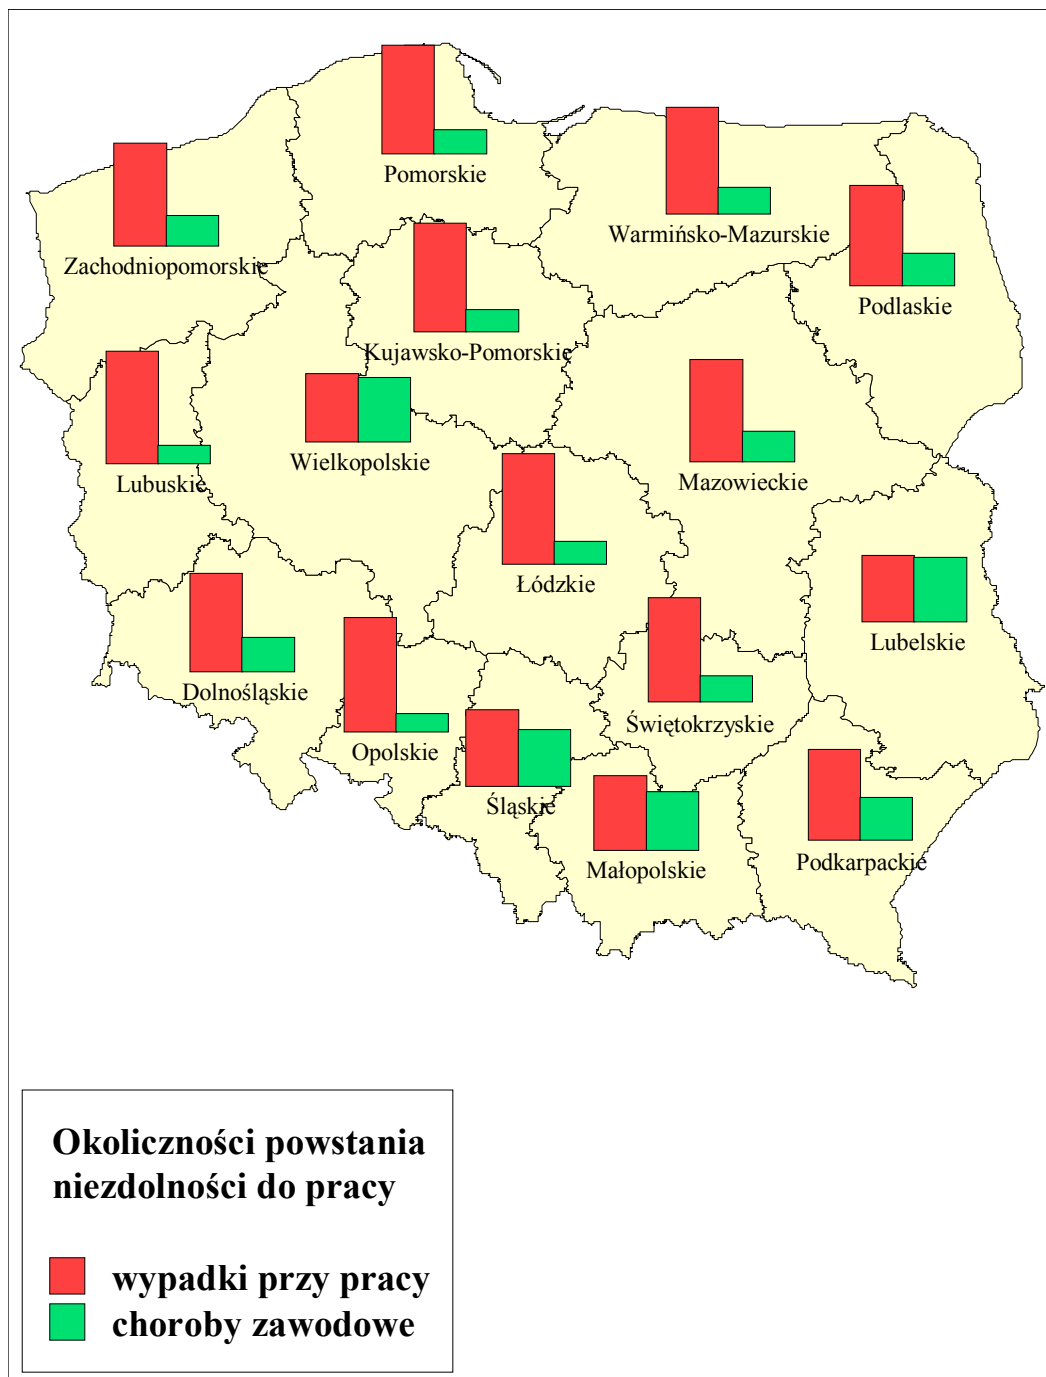 Pomorskie
Warmińsko-Mazurskie
Zachodniopomorskie
Podlaskie
Kujawsko-Pomorskie
Wielkopolskie
Mazowieckie
Lubuskie
Łódzkie
Lubelskie
Dolnośląskie
Świętokrzyskie
Opolskie
Śląskie
Małopolskie
Podkarpackie
Okoliczności powstania
niezdolności do pracy
wypadki przy pracy
choroby zawodowe